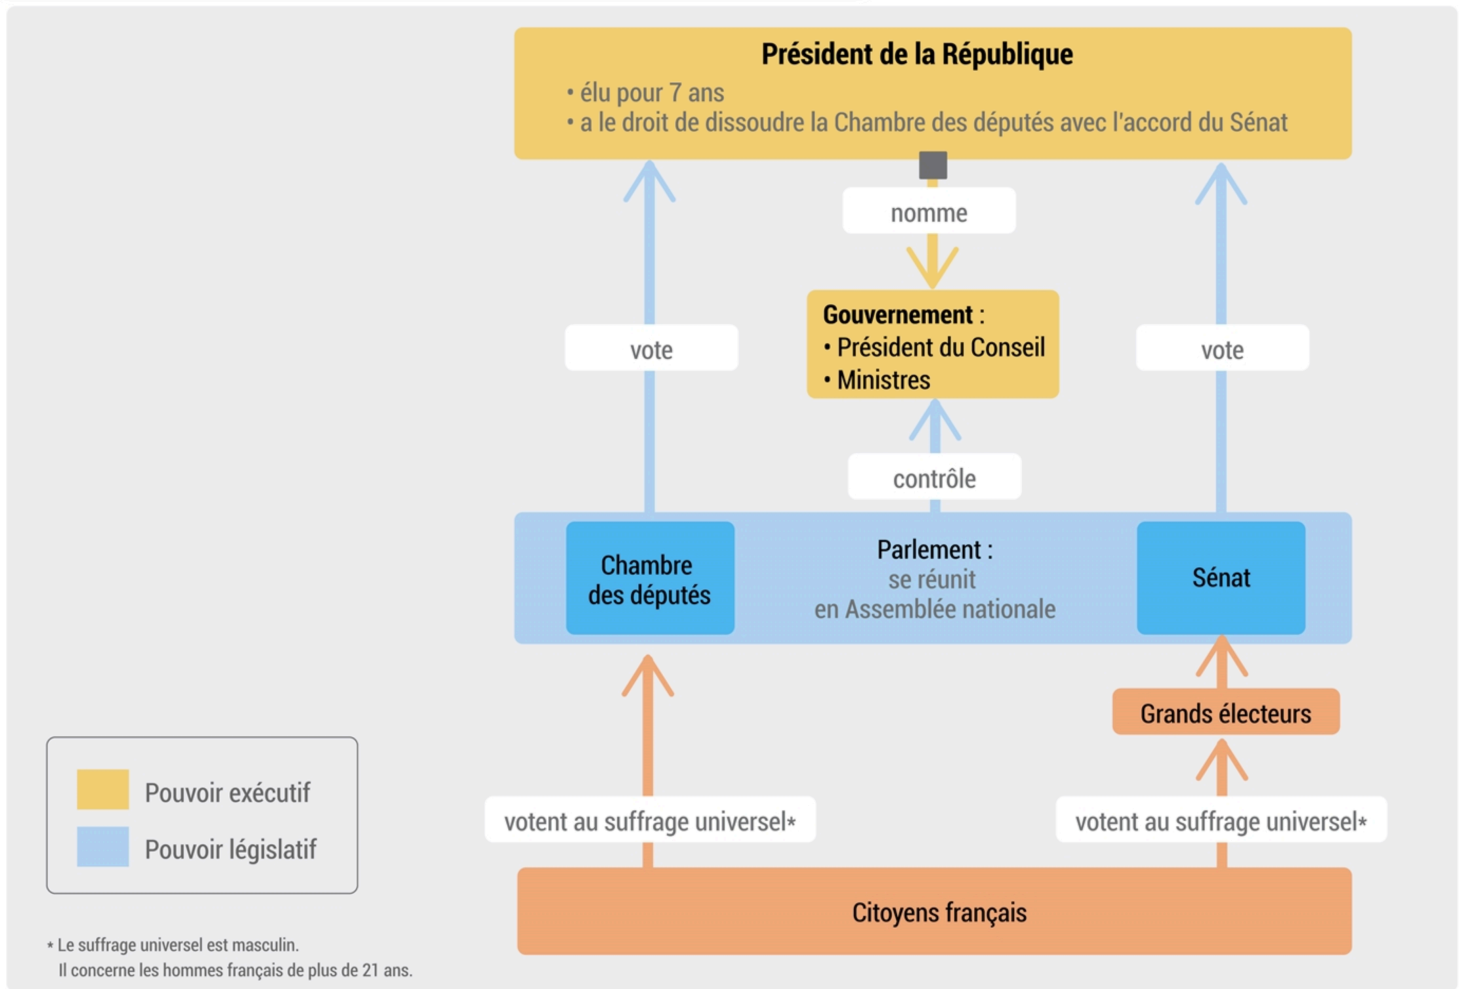 Président de la République
• élu pour 7 ans
• a le droit de dissoudre la Chambre des députés avec l'accord du Sénat
nomme
Gouvernement :
• Président du Conseil
• Ministres
vote
vote
contrôle
Chambre
des députés
Parlement :
se réunit
en Assemblée nationale
Sénat
Grands électeurs
votent au suffrage universel*
votent au suffrage universel*
Citoyens français
Pouvoir exécutif
Pouvoir législatif
* Le suffrage universel est masculin.
Il concerne les hommes français de plus de 21 ans.